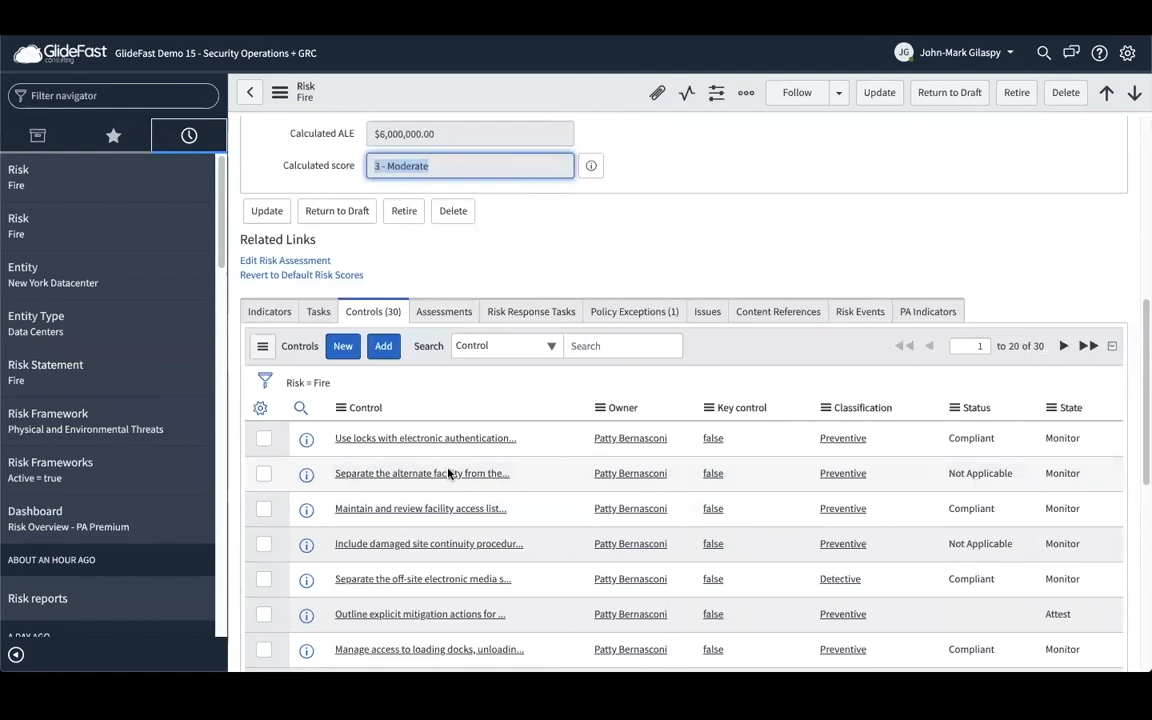 GlideFast
consulting
GlideFast Demo 15 - Security Operations + GRC
JG
John-Mark Gilaspy
Filter navigator
Risk
Fire
Follow
Update
Return to Draft
Retire
Delete
Risk
Fire
Risk
Fire
Entity
New York Datacenter
Entity Type
Data Centers
Risk Statement
Fire
Risk Framework
Physical and Environmental Threats
Risk Frameworks
Active = true
Dashboard
Risk Overview - PA Premium
ABOUT AN HOUR AGO
Risk reports
A DAY AGO
Calculated ALE
$6,000,000.00
Calculated score
3 - Moderate
Update
Return to Draft
Retire
Delete
Related Links
Edit Risk Assessment
Revert to Default Risk Scores
Indicators
Tasks
Controls (30)
Assessments
Risk Response Tasks
Policy Exceptions (1)
Issues
Content References
Risk Events
PA Indicators
Controls
New
Add
Search
Control
Search
1
to 20 of 30
Risk = Fire
Control Owner Key control Classification Status State
Use locks with electronic authentication... Patty Bernasconi false Preventive Compliant Monitor
Separate the alternate facility from the... Patty Bernasconi false Preventive Not Applicable Monitor
Maintain and review facility access list... Patty Bernasconi false Preventive Compliant Monitor
Include damaged site continuity procedur... Patty Bernasconi false Preventive Not Applicable Monitor
Separate the off-site electronic media s... Patty Bernasconi false Detective Compliant Monitor
Outline explicit mitigation actions for ... Patty Bernasconi false Preventive Attest
Manage access to loading docks, unloadin... Patty Bernasconi false Preventive Compliant Monitor